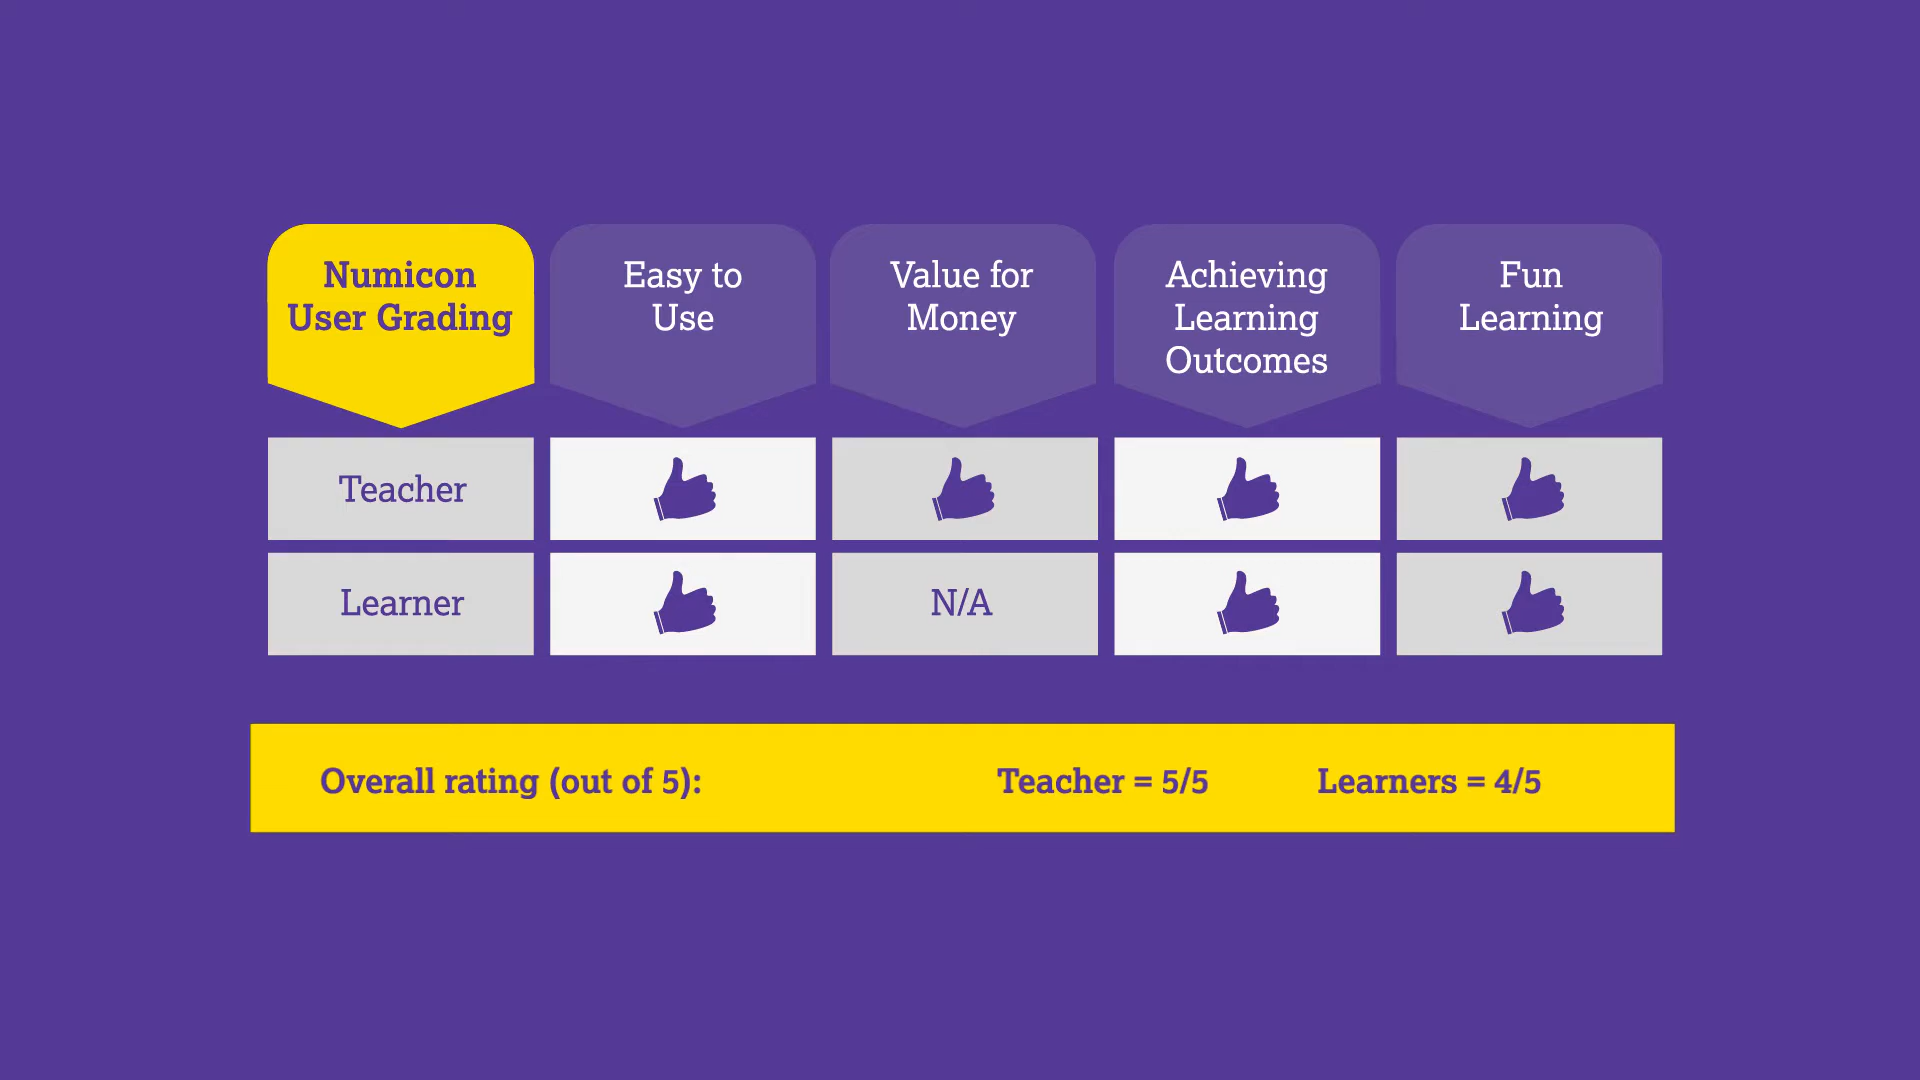 Numicon
User Grading
Easy to
Use
Value for
Money
Achieving
Learning
Outcomes
Fun
Learning
Teacher
Learner
N/A
Overall rating (out of 5):
Teacher = 5/5
Learners = 4/5